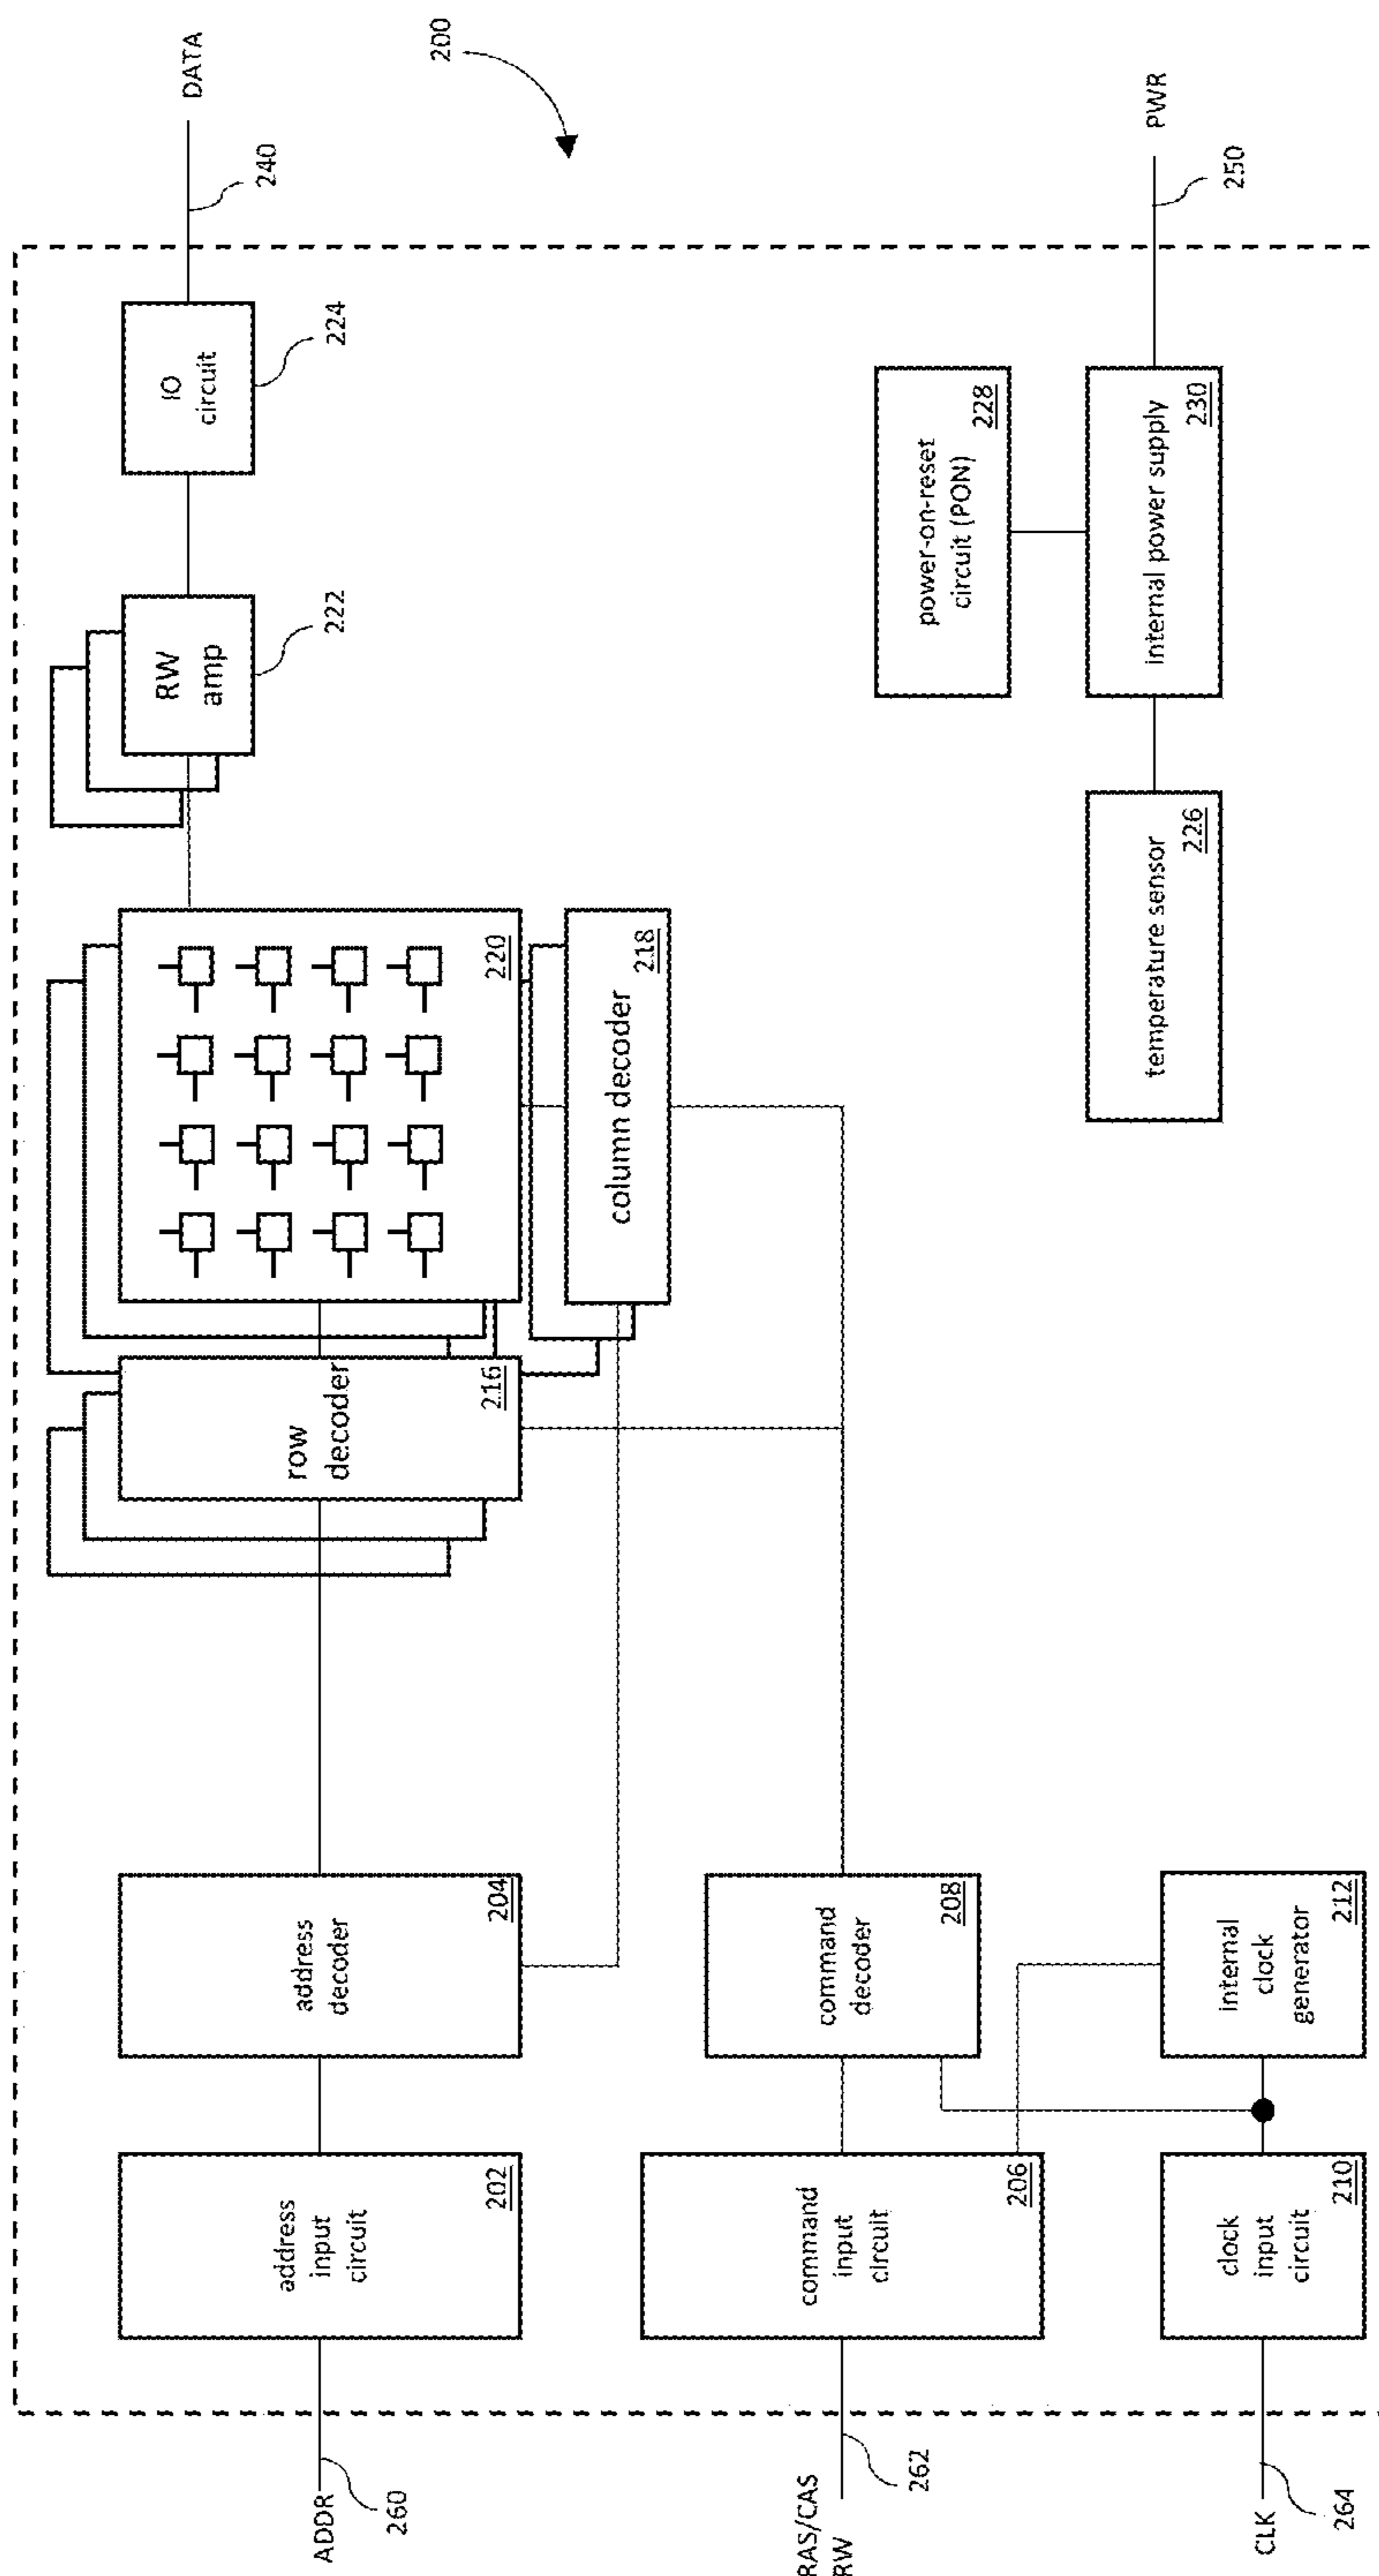 ADDR
260
address
input
circuit
202
address
decoder
204
row
decoder
216
220
column decoder
218
RW
amp
222
IO
circuit
224
DATA
240
200
RAS/CAS
RW
262
command
input
circuit
206
command
decoder
208
CLK
264
clock
input
circuit
210
internal
clock
generator
212
temperature sensor
226
power-on-reset
circuit (PON)
228
internal power supply
230
PWR
250